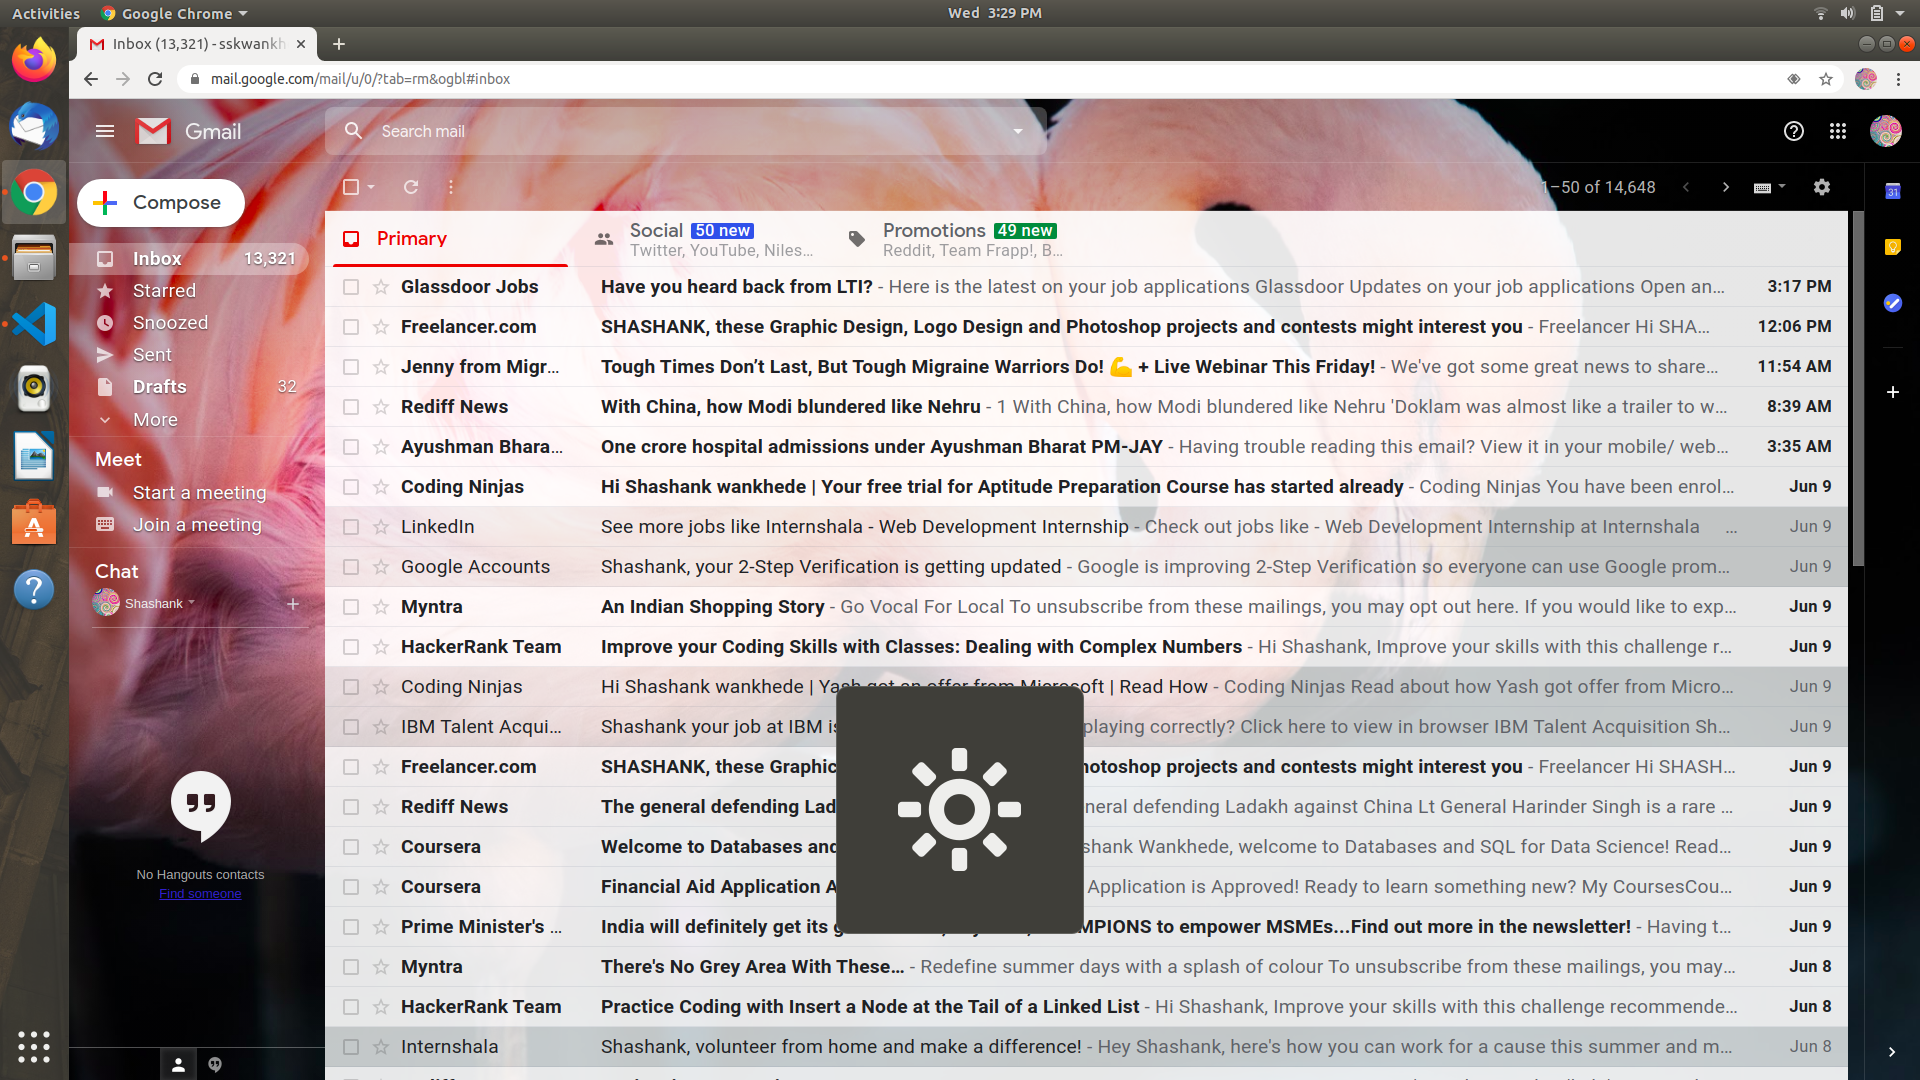 Activities Google Chrome Wed 3:29 PM
Inbox (13,321) - sskwankh
mail.google.com/mail/u/0/?tab=rm&ogbl#inbox
Gmail Search mail
Compose 1–50 of 14,648
Inbox 13,321
Starred
Snoozed
Sent
Drafts 32
More
Meet
Start a meeting
Join a meeting
Chat
Shashank
No Hangouts contacts
Find someone
Primary Social 50 new Promotions 49 new
Twitter, YouTube, Niles... Reddit, Team Frapp!, B...
Glassdoor Jobs Have you heard back from LTI? - Here is the latest on your job applications Glassdoor Updates on your job applications Open an... 3:17 PM
Freelancer.com SHASHANK, these Graphic Design, Logo Design and Photoshop projects and contests might interest you - Freelancer Hi SHA... 12:06 PM
Jenny from Migr... Tough Times Don’t Last, But Tough Migraine Warriors Do! 💪 + Live Webinar This Friday! - We've got some great news to share... 11:54 AM
Rediff News With China, how Modi blundered like Nehru - 1 With China, how Modi blundered like Nehru 'Doklam was almost like a trailer to w... 8:39 AM
Ayushman Bhara... One crore hospital admissions under Ayushman Bharat PM-JAY - Having trouble reading this email? View it in your mobile/ web... 3:35 AM
Coding Ninjas Hi Shashank wankhede | Your free trial for Aptitude Preparation Course has started already - Coding Ninjas You have been enrol... Jun 9
LinkedIn See more jobs like Internshala - Web Development Internship - Check out jobs like - Web Development Internship at Internshala ... Jun 9
Google Accounts Shashank, your 2-Step Verification is getting updated - Google is improving 2-Step Verification so everyone can use Google prom... Jun 9
Myntra An Indian Shopping Story - Go Vocal For Local To unsubscribe from these mailings, you may opt out here. If you would like to exp... Jun 9
HackerRank Team Improve your Coding Skills with Classes: Dealing with Complex Numbers - Hi Shashank, Improve your skills with this challenge r... Jun 9
Coding Ninjas Hi Shashank wankhede | Yash got an offer from Microsoft | Read How - Coding Ninjas Read about how Yash got offer from Micro... Jun 9
IBM Talent Acqui... Shashank your job at IBM is playing correctly? Click here to view in browser IBM Talent Acquisition Sh... Jun 9
Freelancer.com SHASHANK, these Graphic hotoshop projects and contests might interest you - Freelancer Hi SHASH... Jun 9
Rediff News The general defending Lad neral defending Ladakh against China Lt General Harinder Singh is a rare ... Jun 9
Coursera Welcome to Databases and shank Wankhede, welcome to Databases and SQL for Data Science! Read... Jun 9
Coursera Financial Aid Application A Application is Approved! Ready to learn something new? My CoursesCou... Jun 9
Prime Minister's ... India will definitely get its MPIONS to empower MSMEs...Find out more in the newsletter! - Having t... Jun 9
Myntra There's No Grey Area With These... - Redefine summer days with a splash of colour To unsubscribe from these mailings, you may... Jun 8
HackerRank Team Practice Coding with Insert a Node at the Tail of a Linked List - Hi Shashank, Improve your skills with this challenge recommende... Jun 8
Internshala Shashank, volunteer from home and make a difference! - Hey Shashank, here's how you can work for a cause this summer and m... Jun 8